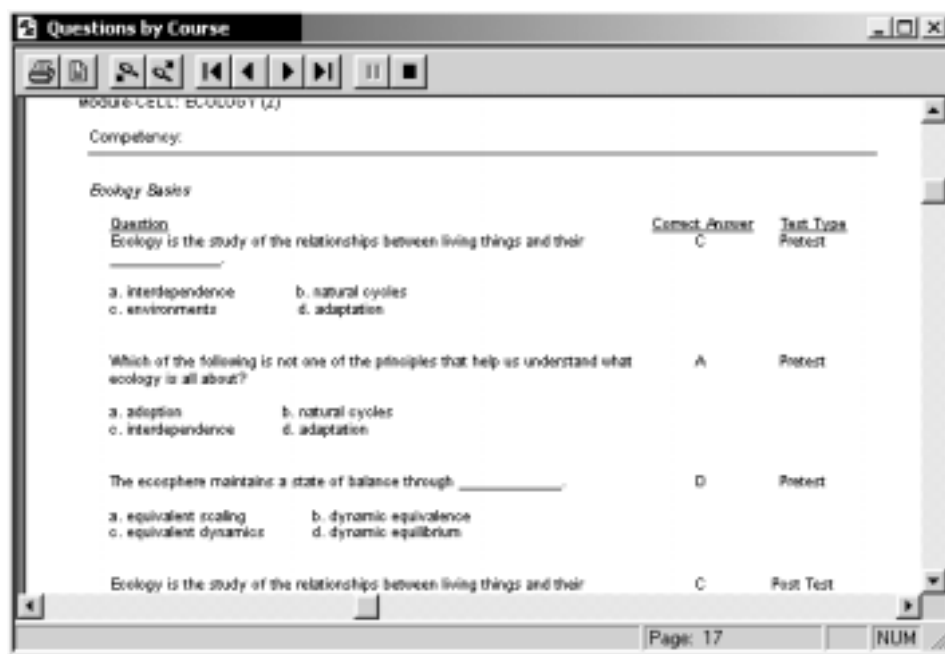 Questions by Course
Module-CELL: ECOLOGY (2)
Competency:
Ecology Basics
Question Correct Answer Test Type
Ecology is the study of the relationships between living things and their C Pretest
____________.
a. interdependence b. natural cycles
c. environments d. adaptation
Which of the following is not one of the principles that help us understand what A Pretest
ecology is all about?
a. adoption b. natural cycles
c. interdependence d. adaptation
The ecosphere maintains a state of balance through ____________. D Pretest
a. equivalent scaling b. dynamic equivalence
c. equivalent dynamics d. dynamic equilibrium
Ecology is the study of the relationships between living things and their C Post Test
Page: 17 NUM